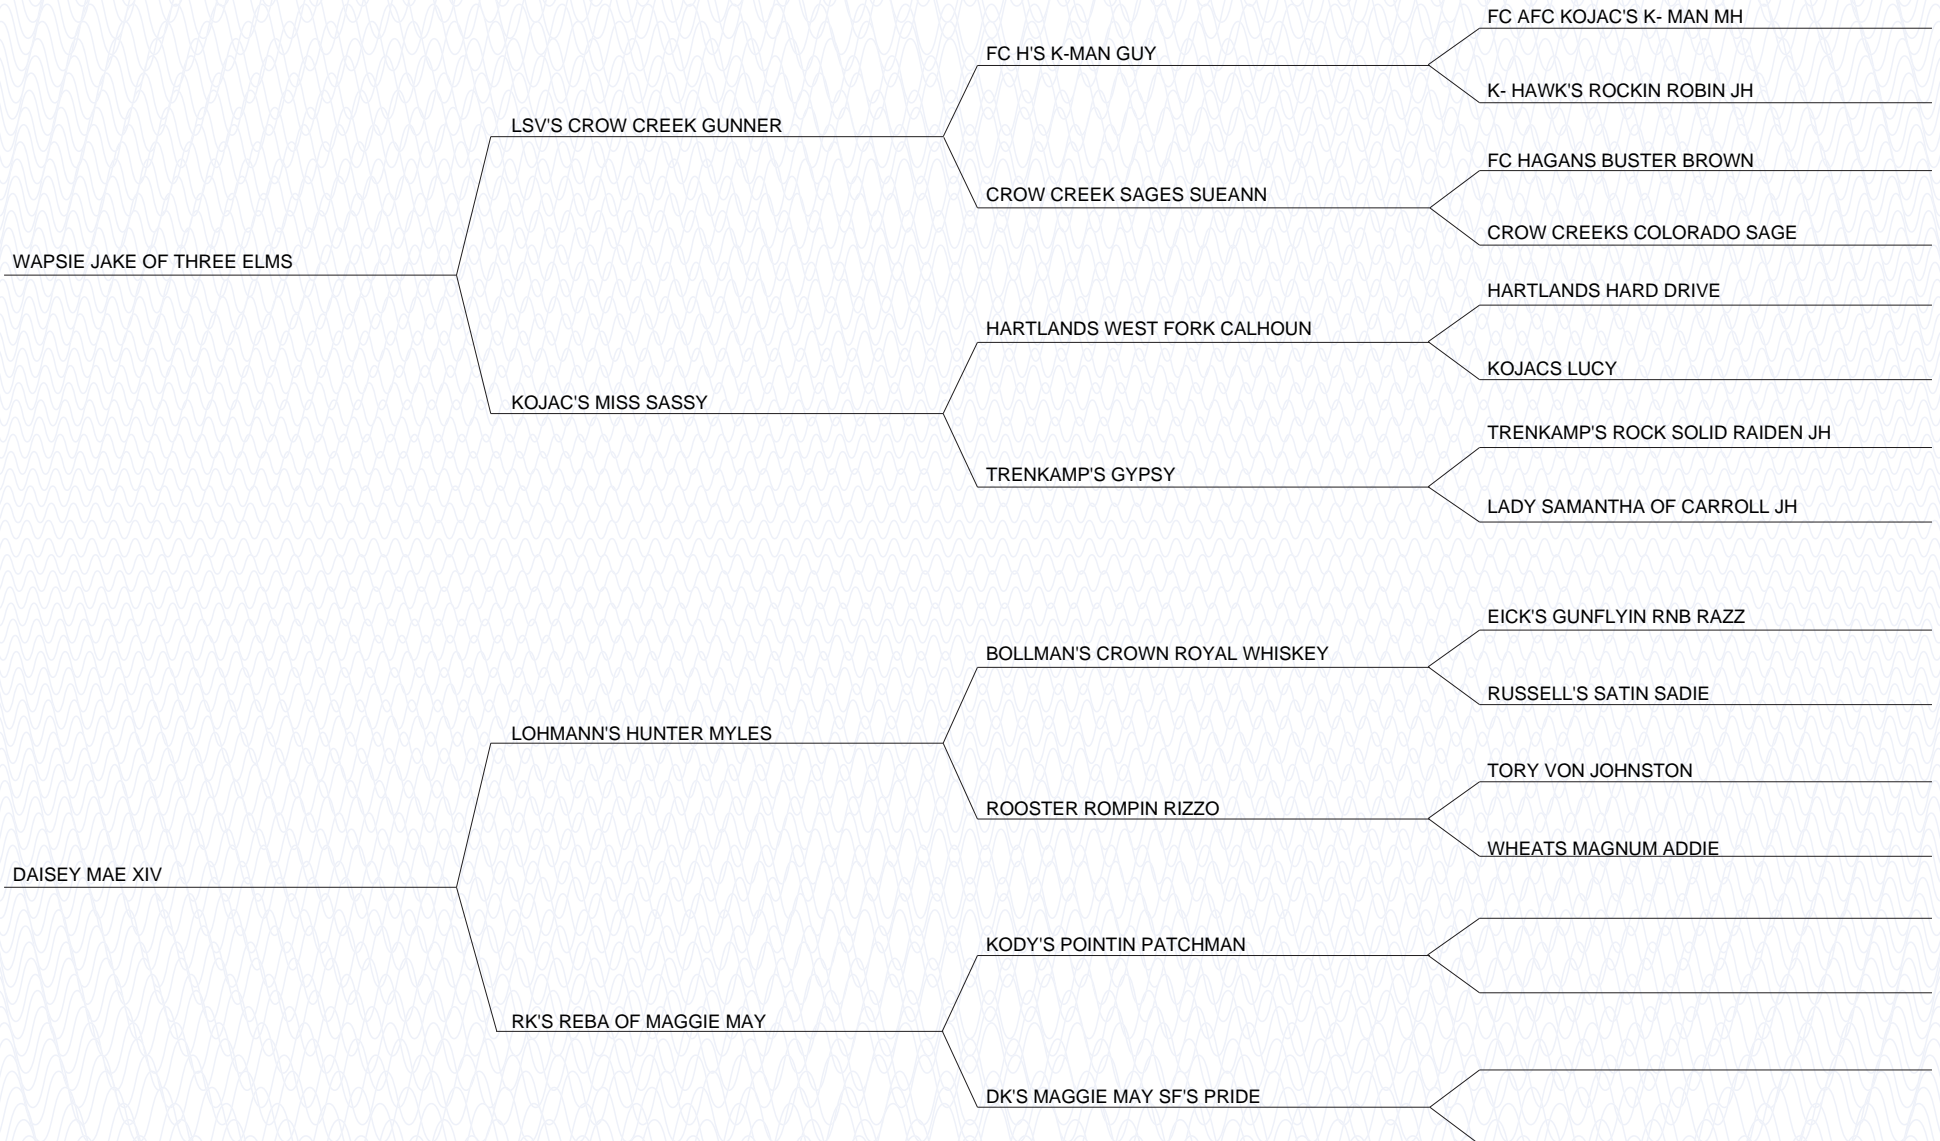 FC AFC KOJAC'S K- MAN MH
FC H'S K-MAN GUY
K- HAWK'S ROCKIN ROBIN JH
LSV'S CROW CREEK GUNNER
FC HAGANS BUSTER BROWN
CROW CREEK SAGES SUEANN
CROW CREEKS COLORADO SAGE
WAPSIE JAKE OF THREE ELMS
HARTLANDS HARD DRIVE
HARTLANDS WEST FORK CALHOUN
KOJACS LUCY
KOJAC'S MISS SASSY
TRENKAMP'S ROCK SOLID RAIDEN JH
TRENKAMP'S GYPSY
LADY SAMANTHA OF CARROLL JH
EICK'S GUNFLYIN RNB RAZZ
BOLLMAN'S CROWN ROYAL WHISKEY
RUSSELL'S SATIN SADIE
LOHMANN'S HUNTER MYLES
TORY VON JOHNSTON
ROOSTER ROMPIN RIZZO
WHEATS MAGNUM ADDIE
DAISEY MAE XIV
KODY'S POINTIN PATCHMAN
RK'S REBA OF MAGGIE MAY
DK'S MAGGIE MAY SF'S PRIDE